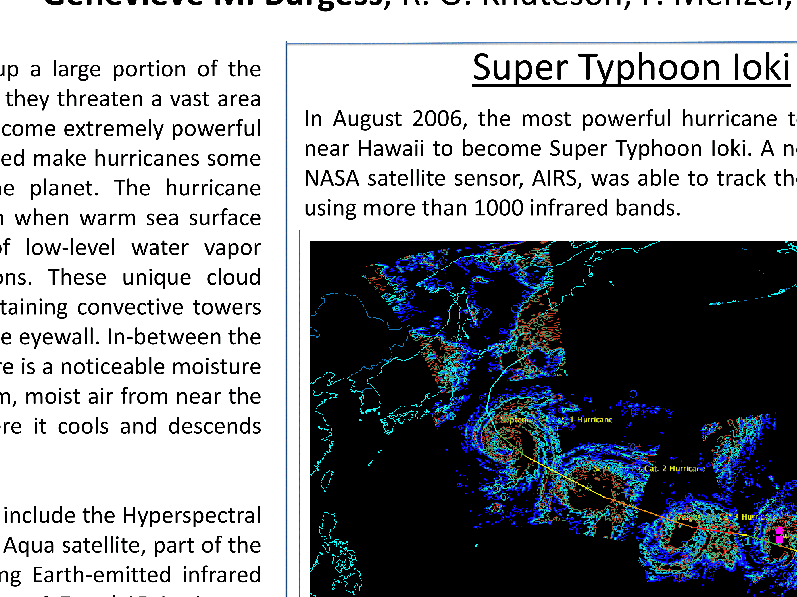 Genevieve M. Burgess, R. O. Knuteson, P. Menzel,
up a large portion of the
they threaten a vast area
come extremely powerful
ed make hurricanes some
e planet. The hurricane
n when warm sea surface
of low-level water vapor
ons. These unique cloud
taining convective towers
e eyewall. In-between the
re is a noticeable moisture
m, moist air from near the
re it cools and descends
include the Hyperspectral
Aqua satellite, part of the
ng Earth-emitted infrared
Super Typhoon Ioki
In August 2006, the most powerful hurricane t
near Hawaii to become Super Typhoon Ioki. A n
NASA satellite sensor, AIRS, was able to track th
using more than 1000 infrared bands.
1 Hurricane
Cat. 2 Hurricane
3 Hurr